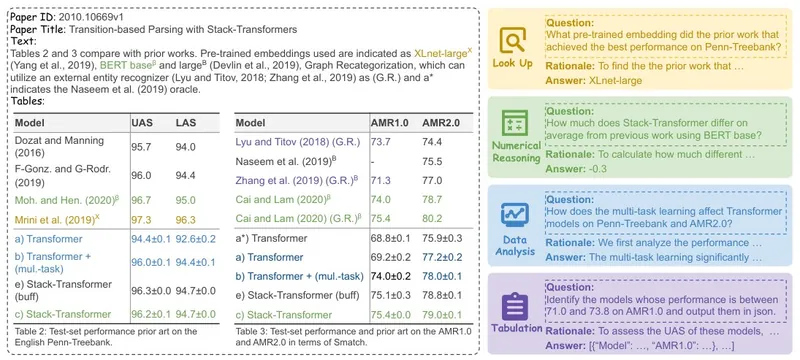 Paper ID: 2010.10669v1
Paper Title: Transition-based Parsing with Stack-Transformers
Text:
Tables 2 and 3 compare with prior works. Pre-trained embeddings used are indicated as XLnet-largeX
(Yang et al., 2019), BERT baseβ and largeB (Devlin et al., 2019), Graph Recategorization, which can
utilize an external entity recognizer (Lyu and Titov, 2018; Zhang et al., 2019) as (G.R.) and a*
indicates the Naseem et al. (2019) oracle.
Tables:
Model UAS LAS
Dozat and Manning
(2016) 95.7 94.0
F-Gonz. and G-Rodr.
(2019) 96.0 94.4
Moh. and Hen. (2020)β 96.7 95.0
Mrini et al. (2019)X 97.3 96.3
a) Transformer 94.4±0.1 92.6±0.2
b) Transformer +
(mul.-task) 96.0±0.1 94.4±0.1
e) Stack-Transformer
(buff) 96.3±0.0 94.7±0.0
c) Stack-Transformer 96.2±0.1 94.7±0.0
Table 2: Test-set performance prior art on the
English Penn-Treebank.
Model AMR1.0 AMR2.0
Lyu and Titov (2018) (G.R.) 73.7 74.4
Naseem et al. (2019)B - 75.5
Zhang et al. (2019) (G.R.)B 71.3 77.0
Cai and Lam (2020)β 74.0 78.7
Cai and Lam (2020) (G.R.)β 75.4 80.2
a*) Transformer 68.8±0.1 75.9±0.3
a) Transformer 69.2±0.2 77.2±0.2
b) Transformer + (mul.-task) 74.0±0.2 78.0±0.1
e) Stack-Transformer (buff) 75.1±0.3 78.8±0.1
c) Stack-Transformer 75.4±0.0 79.0±0.1
Table 3: Test-set performance and prior art on the AMR1.0
and AMR2.0 in terms of Smatch.
Look Up
Question:
What pre-trained embedding did the prior work that
achieved the best performance on Penn-Treebank?
Rationale: To find the the prior work that ...
Answer: XLnet-large
Numerical
Reasoning
Question:
How much does Stack-Transformer differ on
average from previous work using BERT base?
Rationale: To calculate how much different ...
Answer: -0.3
Data
Analysis
Question:
How does the multi-task learning affect Transformer
models on Penn-Treebank and AMR2.0?
Rationale: We first analyze the performance ...
Answer: The multi-task learning significantly ...
Tabulation
Question:
Identify the models whose performance is between
71.0 and 73.8 on AMR1.0 and output them in json.
Rationale: To assess the UAS of these models, ...
Answer: [{“Model”: ..., “AMR1.0”: ...}, ...]